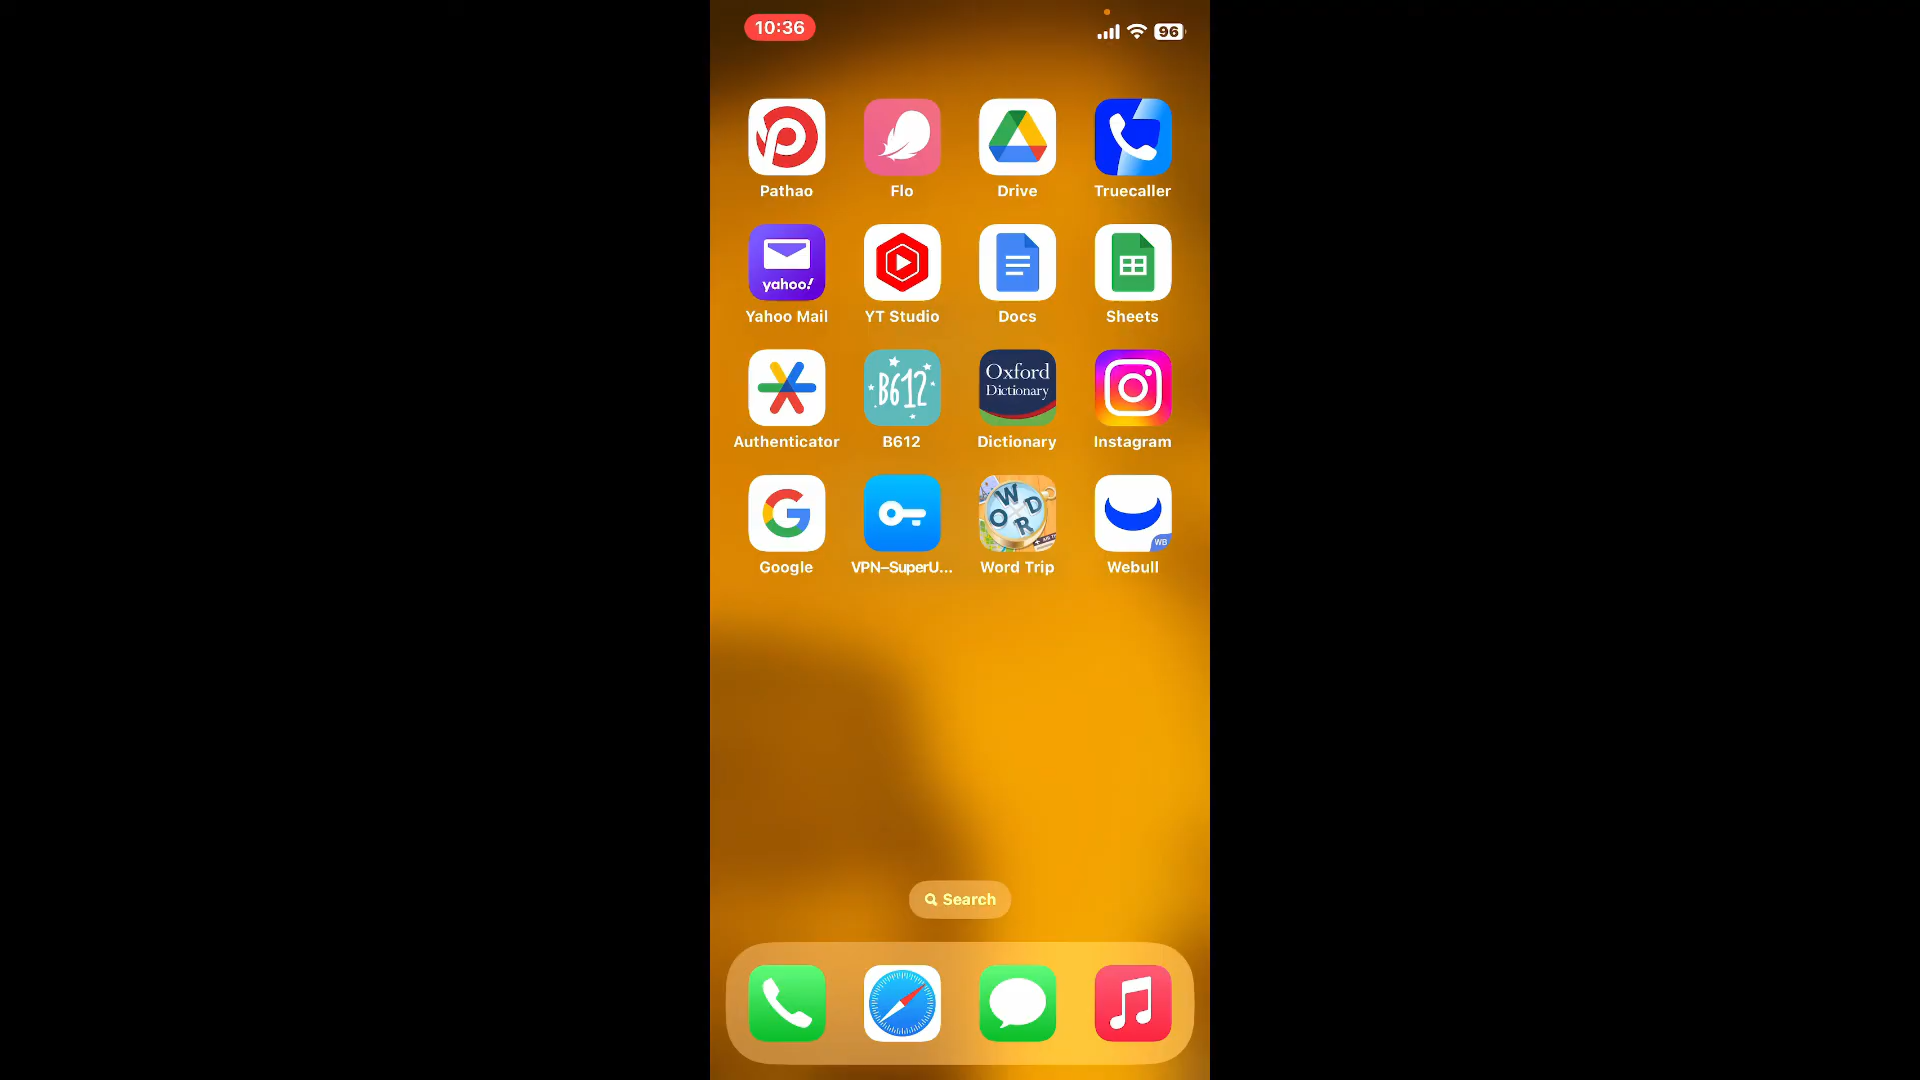 10:36
96
Pathao Flo Drive Truecaller
yahoo!
Yahoo Mail YT Studio Docs Sheets
B612
Oxford
Dictionary
Authenticator B612 Dictionary Instagram
G
W
O R D
WB
Google VPN–SuperU... Word Trip Webull
Search